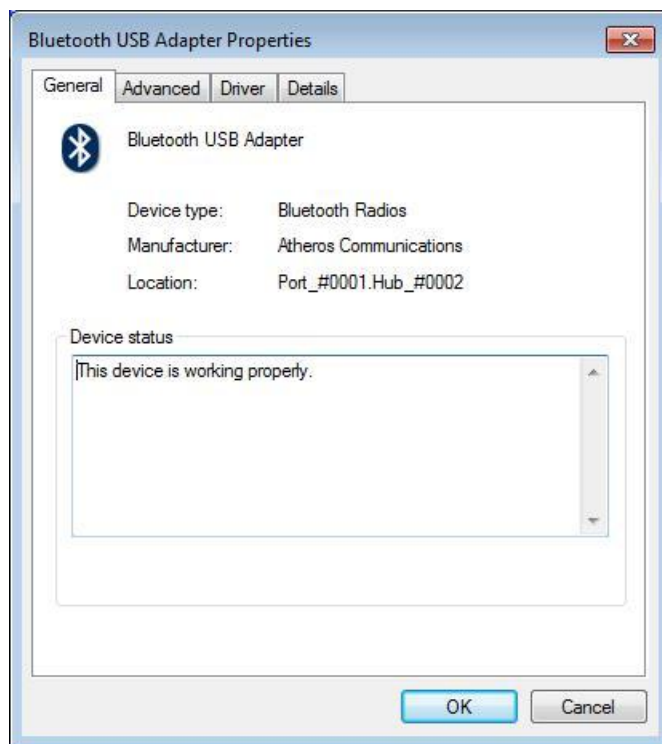 Bluetooth USB Adapter Properties
General Advanced Driver Details
Bluetooth USB Adapter
Device type: Bluetooth Radios
Manufacturer: Atheros Communications
Location: Port_#0001.Hub_#0002
Device status
This device is working properly.
OK Cancel